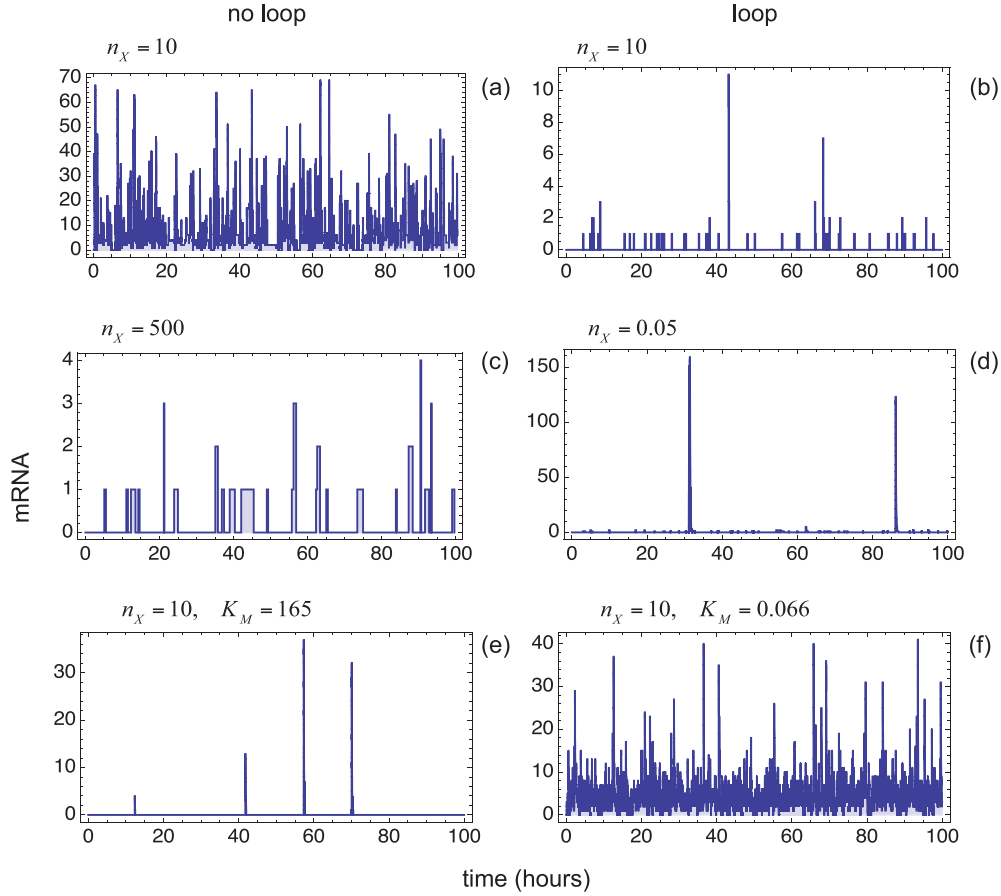 no loop loop
n_X = 10 n_X = 10
(a) (b)
70
60
50
40
30
20
10
0
0 20 40 60 80 100
10
8
6
4
2
0
0 20 40 60 80 100
n_X = 500 n_X = 0.05
(c) (d)
4
3
2
1
0
0 20 40 60 80 100
150
100
50
0
0 20 40 60 80 100
mRNA
n_X = 10, K_M = 165 n_X = 10, K_M = 0.066
(e) (f)
30
20
10
0
0 20 40 60 80 100
40
30
20
10
0
0 20 40 60 80 100
time (hours)